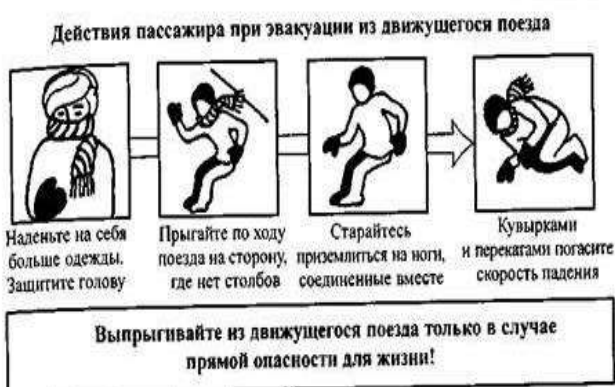 Действия пассажира при эвакуации из движущегося поезда
Наденьте на себя
больше одежды.
Защитите голову
Прыгайте по ходу
поезда на сторону,
где нет столбов
Старайтесь
приземлиться на ноги,
соединенные вместе
Кувырками
и перекатами погасите
скорость падения
Выпрыгивайте из движущегося поезда только в случае
прямой опасности для жизни!